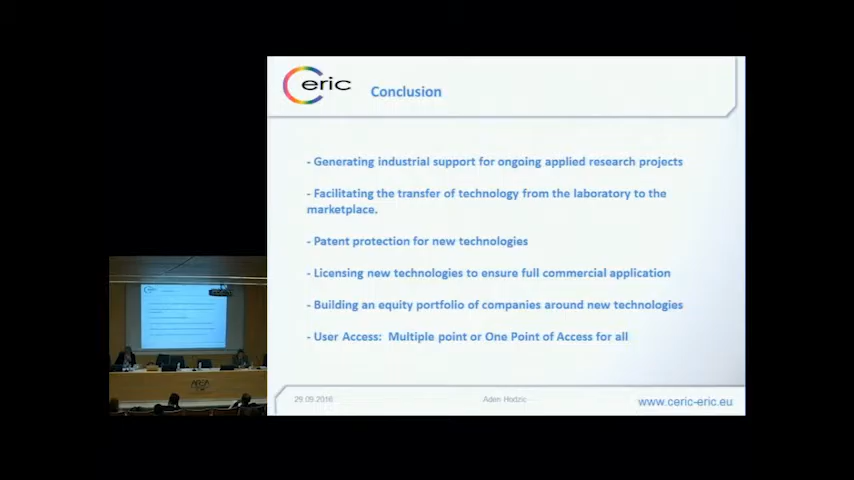 eric
Conclusion
- Generating industrial support for ongoing applied research projects
- Facilitating the transfer of technology from the laboratory to the
marketplace.
- Patent protection for new technologies
- Licensing new technologies to ensure full commercial application
- Building an equity portfolio of companies around new technologies
- User Access: Multiple point or One Point of Access for all
29.09.2016
Aden Hodzic
www.ceric-eric.eu